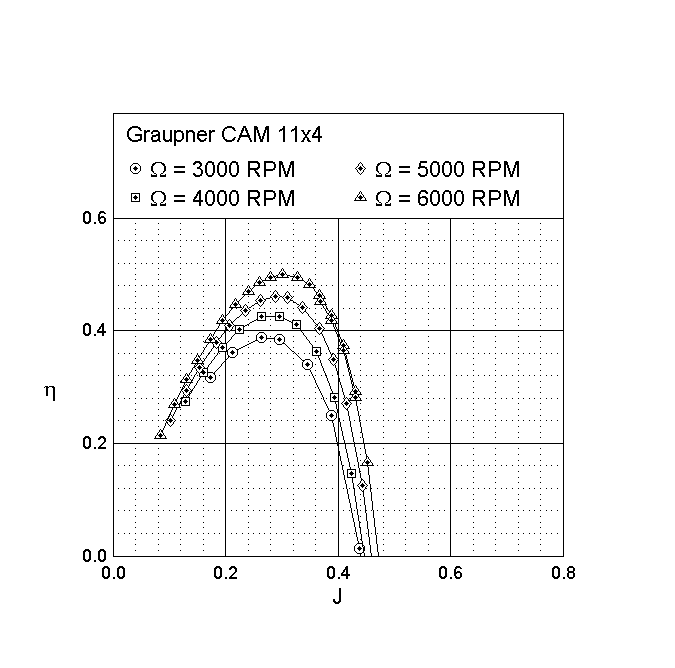 Graupner CAM 11x4
Ω = 3000 RPM
Ω = 5000 RPM
Ω = 4000 RPM
Ω = 6000 RPM
0.6
0.4
η
0.2
0.0
0.0 0.2 0.4 0.6 0.8
J